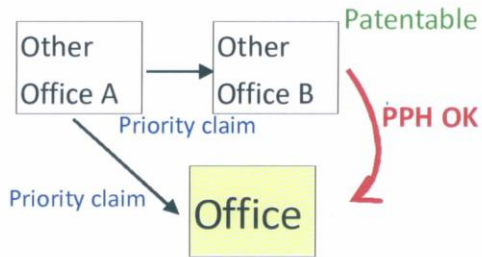 Patentable
Other
Office A
Other
Office B
Priority claim
PPH OK
Priority claim
Office